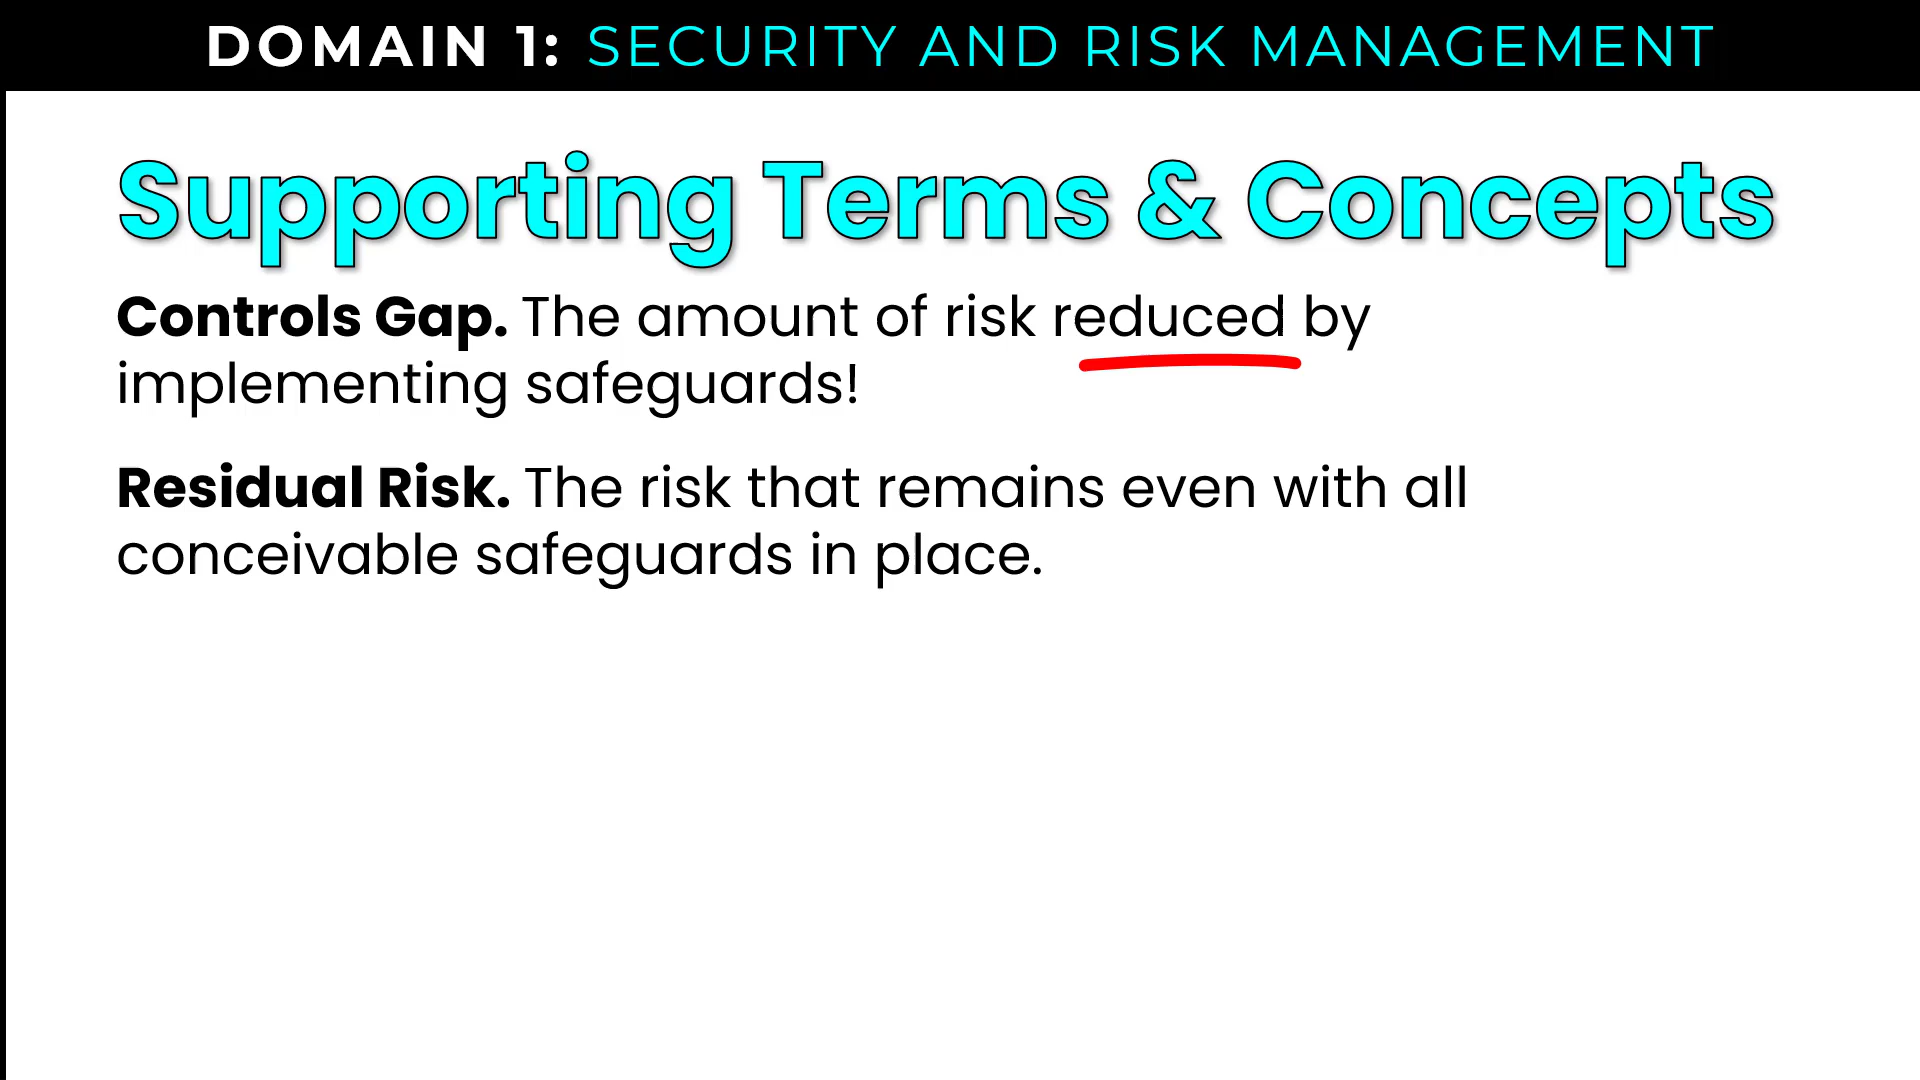 DOMAIN 1: SECURITY AND RISK MANAGEMENT
Supporting Terms & Concepts
Controls Gap. The amount of risk reduced by
implementing safeguards!
Residual Risk. The risk that remains even with all
conceivable safeguards in place.